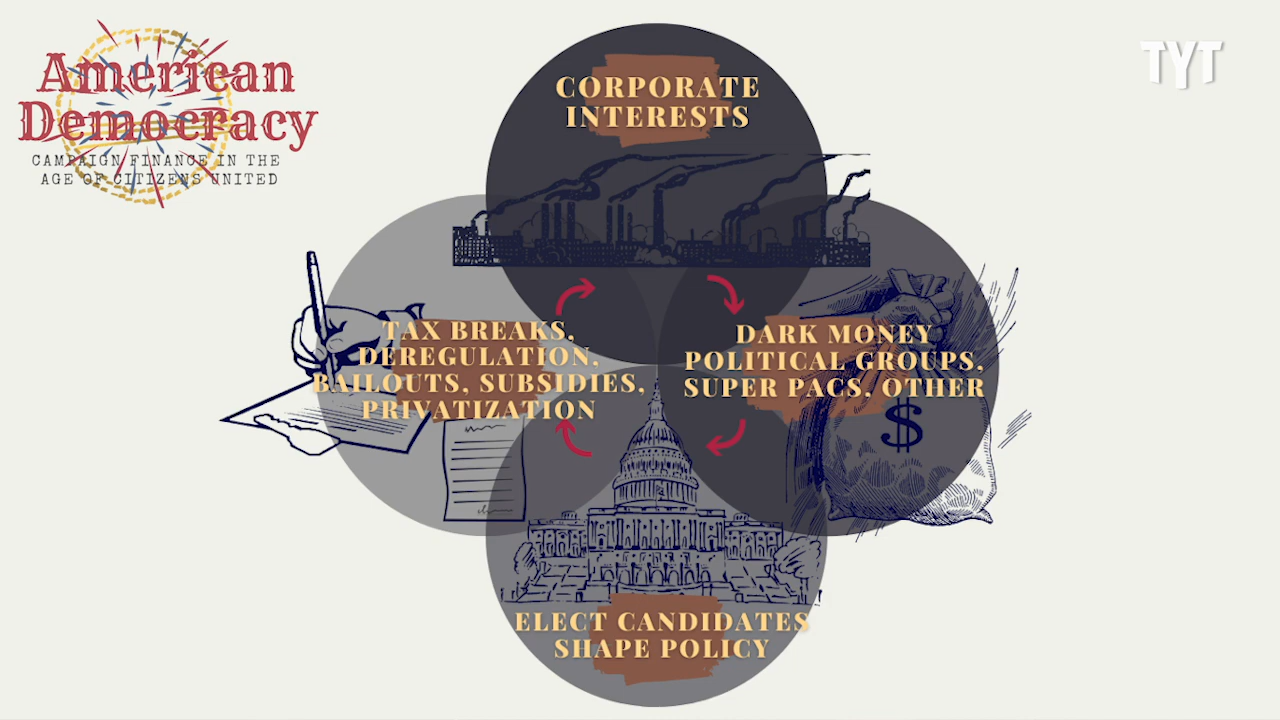 American
Democracy
CAMPAIGN FINANCE IN THE
AGE OF CITIZENS UNITED
TYT
CORPORATE
INTERESTS
TAX BREAKS,
DEREGULATION,
BAILOUTS, SUBSIDIES,
PRIVATIZATION
DARK MONEY
POLITICAL GROUPS,
SUPER PACS, OTHER
$
ELECT CANDIDATES
SHAPE POLICY